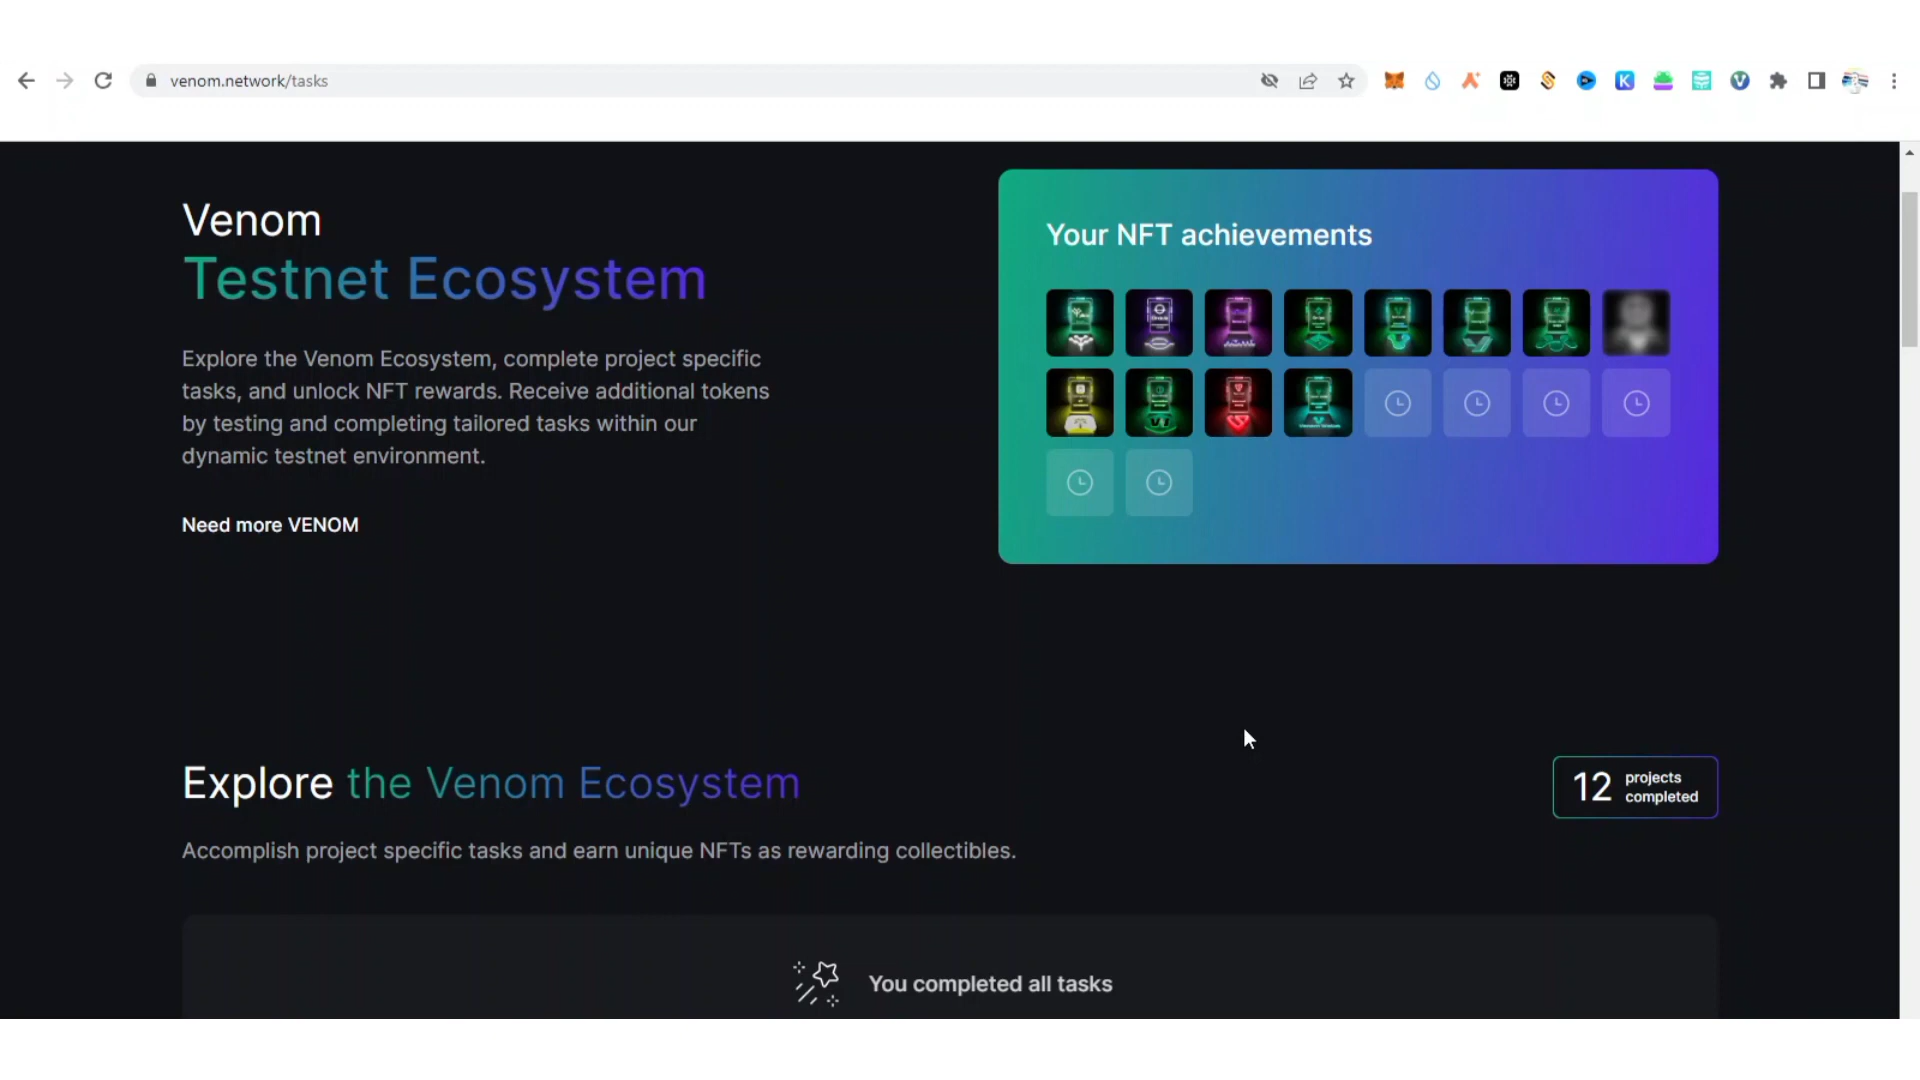 venom.network/tasks
Venom
Testnet Ecosystem
Explore the Venom Ecosystem, complete project specific
tasks, and unlock NFT rewards. Receive additional tokens
by testing and completing tailored tasks within our
dynamic testnet environment.
Need more VENOM
Your NFT achievements
Explore the Venom Ecosystem
12 projects
completed
Accomplish project specific tasks and earn unique NFTs as rewarding collectibles.
You completed all tasks